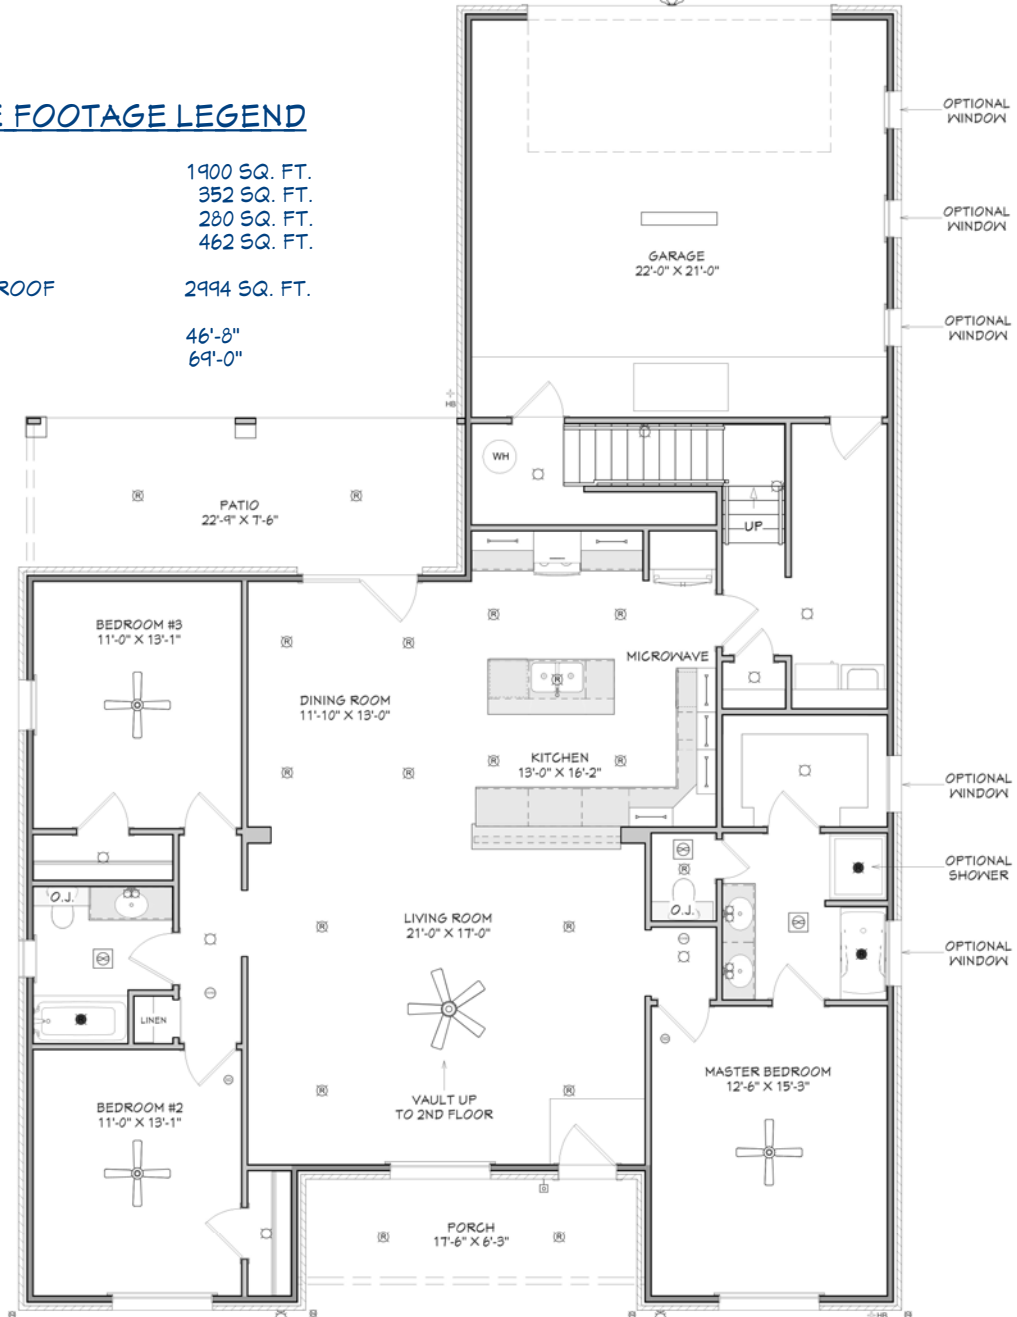 E FOOTAGE LEGEND
1900 SQ. FT.
352 SQ. FT.
280 SQ. FT.
462 SQ. FT.
ROOF 2994 SQ. FT.
46'-8"
69'-0"
OPTIONAL
WINDOW
OPTIONAL
WINDOW
GARAGE
22'-0" X 21'-0"
OPTIONAL
WINDOW
HB
WH
PATIO
22'-9" X 7'-6"
UP
BEDROOM #3
11'-0" X 13'-1"
R
R
R
R
R
R
MICROWAVE
R
DINING ROOM
11'-10" X 13'-0"
KITCHEN
13'-0" X 16'-2"
R
R
R
R
OPTIONAL
WINDOW
OPTIONAL
SHOWER
R
O.J.
O.J.
LIVING ROOM
21'-0" X 17'-0"
R
R
OPTIONAL
WINDOW
LINEN
MASTER BEDROOM
12'-6" X 15'-3"
R
R
VAULT UP
TO 2ND FLOOR
BEDROOM #2
11'-0" X 13'-1"
PORCH
17'-6" X 6'-3"
R
R
HB